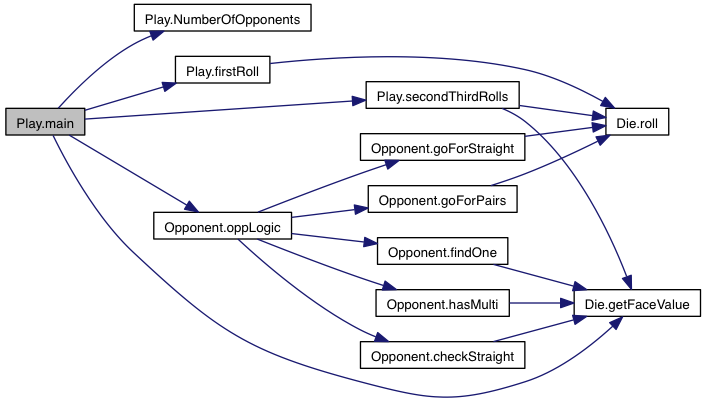 Play.NumberOfOpponents
Play.firstRoll
Play.secondThirdRolls
Play.main
Die.roll
Opponent.goForStraight
Opponent.goForPairs
Opponent.oppLogic
Opponent.findOne
Opponent.hasMulti
Die.getFaceValue
Opponent.checkStraight